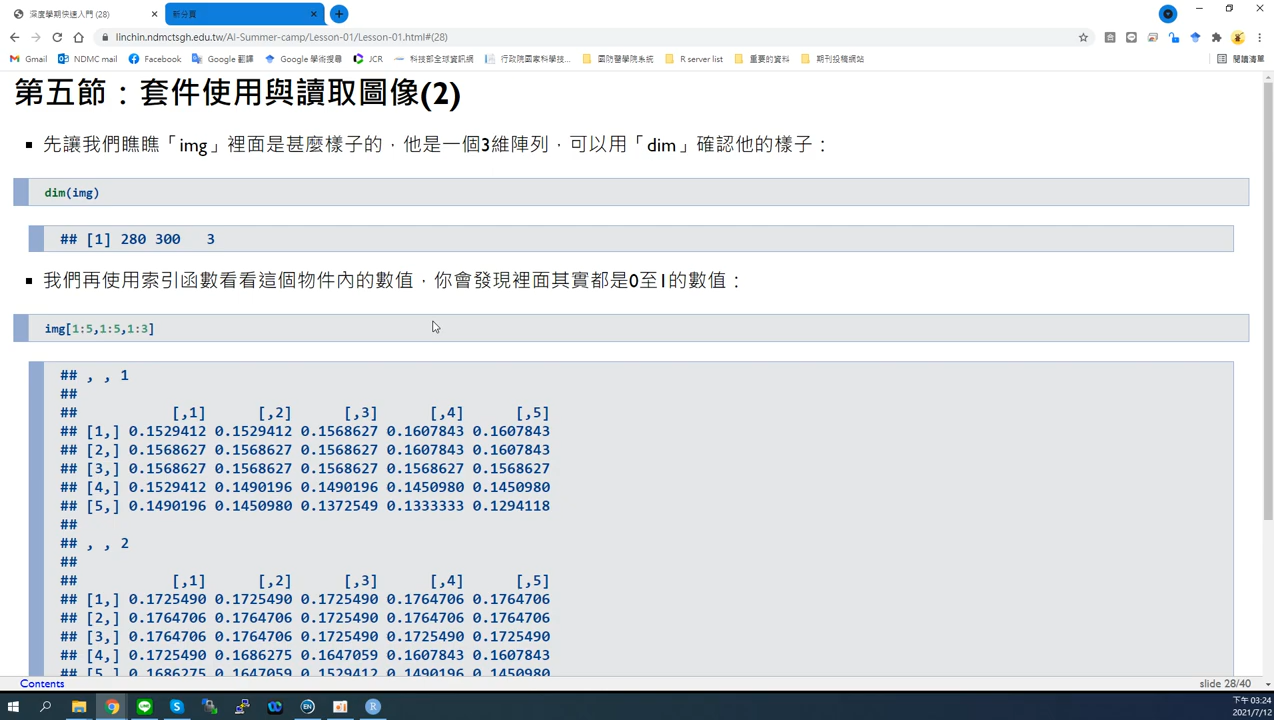 深度學期快速入門 (28)
新分頁
linchin.ndmctsgh.edu.tw/AI-Summer-camp/Lesson-01/Lesson-01.html#(28)
Gmail NDMC mail Facebook Google 翻譯 Google 學術搜尋 JCR 科技部全球資訊網 行政院國家科學技... 國防醫學院系統 R server list 重要的資料 期刊投稿網站 閱讀清單
第五節：套件使用與讀取圖像(2)
先讓我們瞧瞧「img」裡面是甚麼樣子的，他是一個3維陣列，可以用「dim」確認他的樣子：
dim(img)
## [1] 280 300   3
我們再使用索引函數看看這個物件內的數值，你會發現裡面其實都是0至1的數值：
img[1:5,1:5,1:3]
## , , 1
##
##           [,1]      [,2]      [,3]      [,4]      [,5]
## [1,] 0.1529412 0.1529412 0.1568627 0.1607843 0.1607843
## [2,] 0.1568627 0.1568627 0.1568627 0.1607843 0.1607843
## [3,] 0.1568627 0.1568627 0.1568627 0.1568627 0.1568627
## [4,] 0.1529412 0.1490196 0.1490196 0.1450980 0.1450980
## [5,] 0.1490196 0.1450980 0.1372549 0.1333333 0.1294118
##
## , , 2
##
##           [,1]      [,2]      [,3]      [,4]      [,5]
## [1,] 0.1725490 0.1725490 0.1725490 0.1764706 0.1764706
## [2,] 0.1764706 0.1764706 0.1725490 0.1764706 0.1764706
## [3,] 0.1764706 0.1764706 0.1725490 0.1725490 0.1725490
## [4,] 0.1725490 0.1686275 0.1647059 0.1607843 0.1607843
## [5,] 0.1686275 0.1647059 0.1529412 0.1490196 0.1450980
Contents
slide 28/40
下午 03:24
2021/7/12